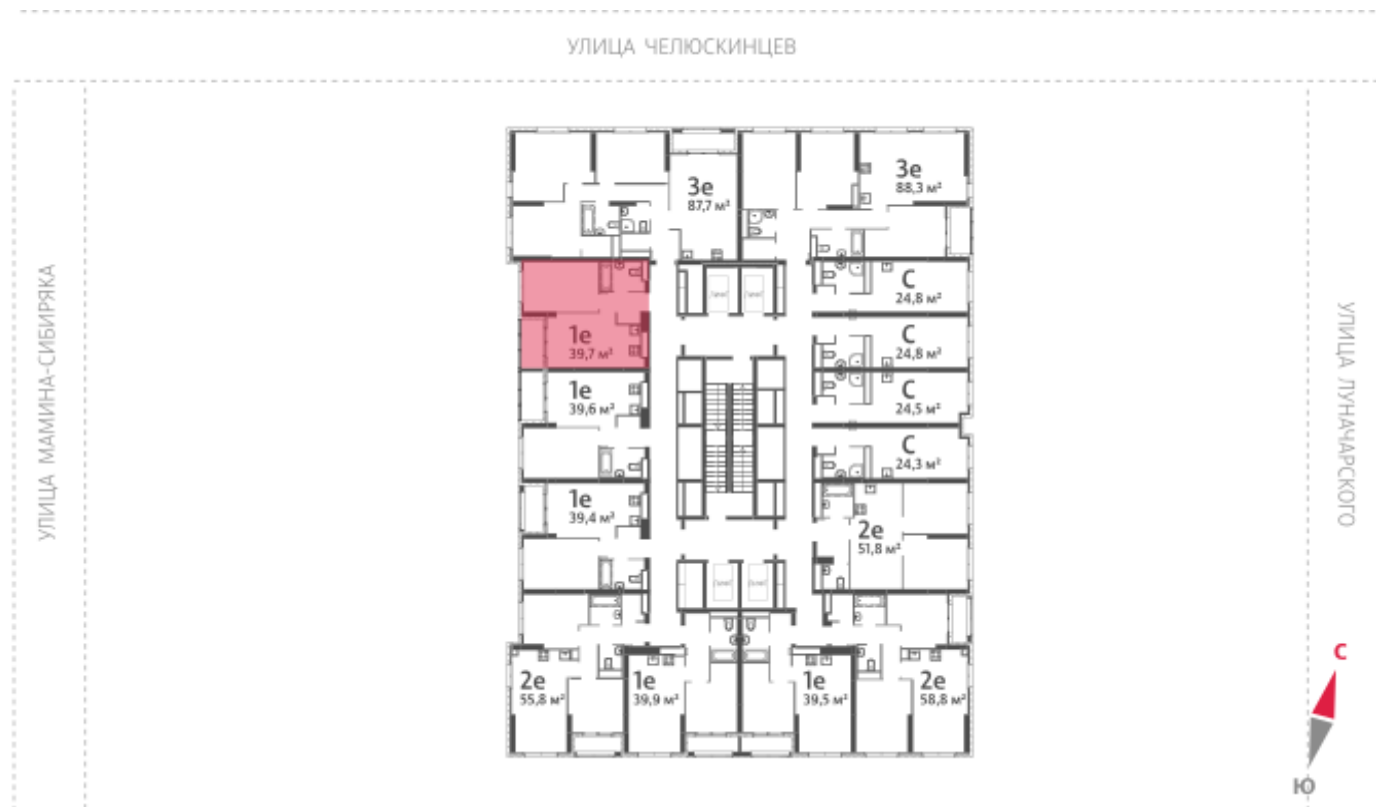 УЛИЦА ЧЕЛЮСКИНЦЕВ
УЛИЦА МАМИНА-СИБИРЯКА
УЛИЦА ЛУНАЧАРСКОГО
3е
87,7 м²
3е
88,3 м²
1е
39,7 м²
С
24,8 м²
С
24,8 м²
1е
39,6 м²
С
24,5 м²
С
24,3 м²
1е
39,4 м²
2е
51,8 м²
2е
55,8 м²
1е
39,9 м²
1е
39,5 м²
2е
58,8 м²
С
Ю